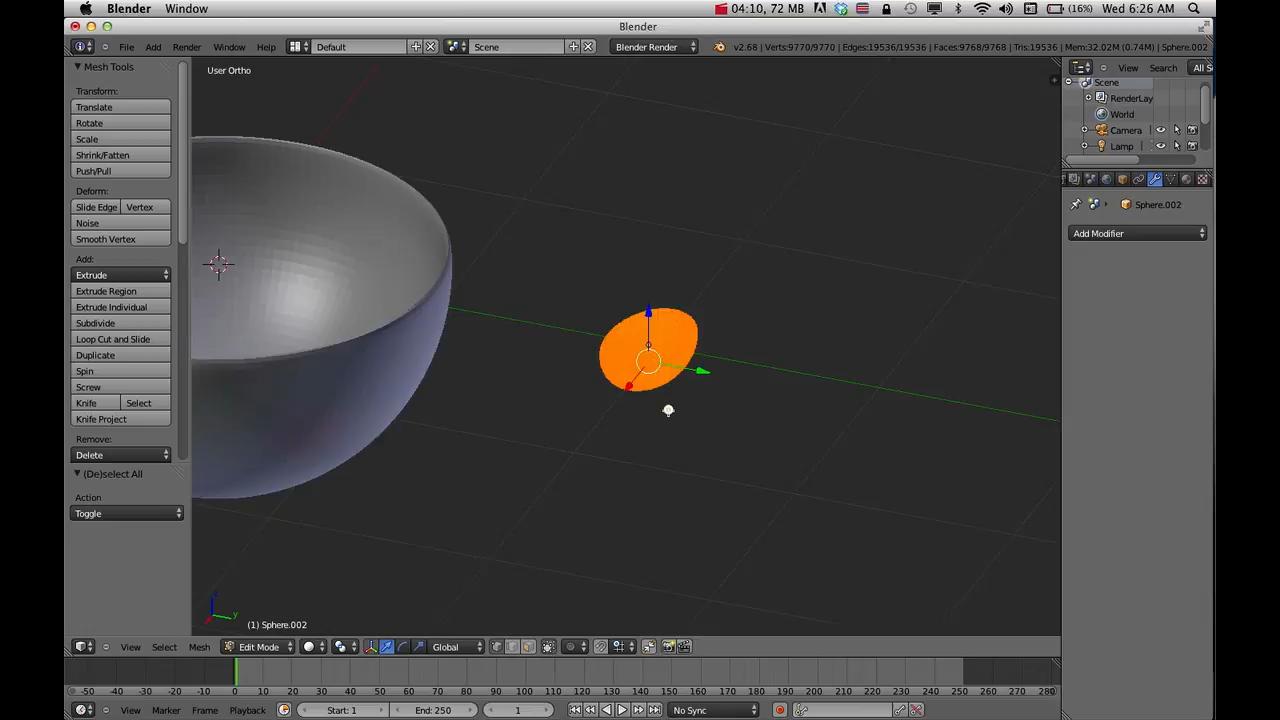 Blender Window 04:10, 72 MB (16%) Wed 6:26 AM
Blender
File Add Render Window Help Default Scene Blender Render v2.68 | Verts:9770/9770 | Edges:19536/19536 | Faces:9768/9768 | Tris:19536 | Mem:32.02M (0.74M) | Sphere.002
Mesh Tools
Transform:
Translate
Rotate
Scale
Shrink/Fatten
Push/Pull
Deform:
Slide Edge Vertex
Noise
Smooth Vertex
Add:
Extrude
Extrude Region
Extrude Individual
Subdivide
Loop Cut and Slide
Duplicate
Spin
Screw
Knife Select
Knife Project
Remove:
Delete
(De)select All
Action
Toggle
User Ortho
z
y
(1) Sphere.002
View Search All S
Scene
RenderLay
World
Camera
Lamp
Sphere.002
Add Modifier
View Select Mesh Edit Mode Global
-50 -40 -30 -20 -10 0 10 20 30 40 50 60 70 80 90 100 110 120 130 140 150 160 170 180 190 200 210 220 230 240 250 260 270 280
View Marker Frame Playback Start: 1 End: 250 1 No Sync